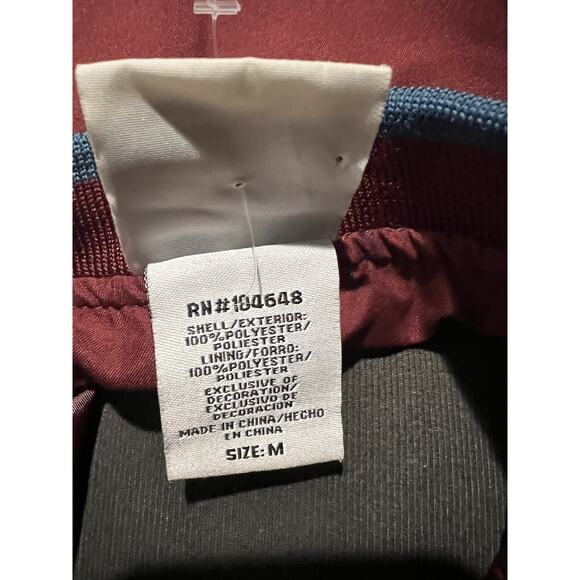 RN#104648
SHELL/EXTERIOR:
100%POLYESTER/
POLIESTER
LINING/FORRO:
100%POLYESTER/
POLIESTER
EXCLUSIVE OF
DECORATION/
EXCLUSIVO DE
DECORACION
MADE IN CHINA/HECHO
EN CHINA
SIZE: M